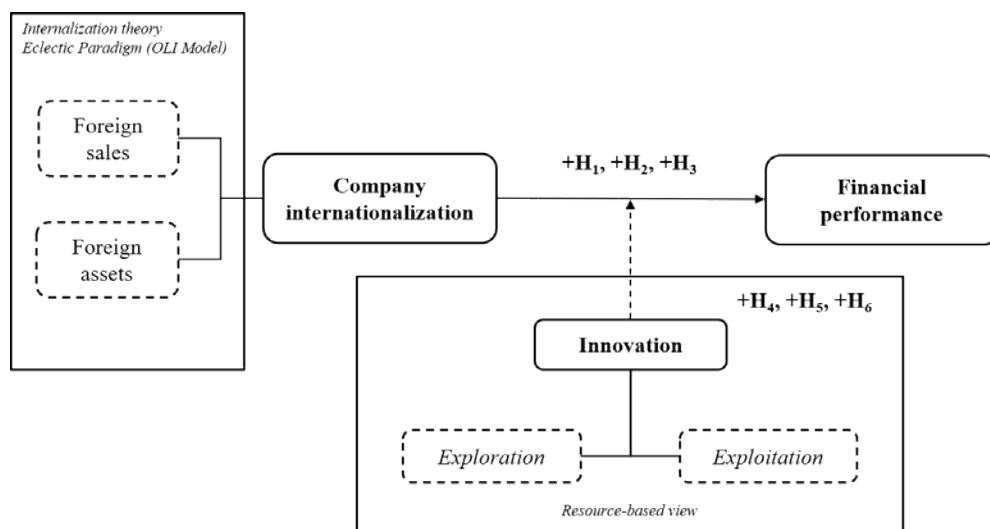 Internalization theory
Eclectic Paradigm (OLI Model)
Foreign
sales
Foreign
assets
Company
internationalization
+H₁, +H₂, +H₃
Financial
performance
+H₄, +H₅, +H₆
Innovation
Exploration
Exploitation
Resource-based view